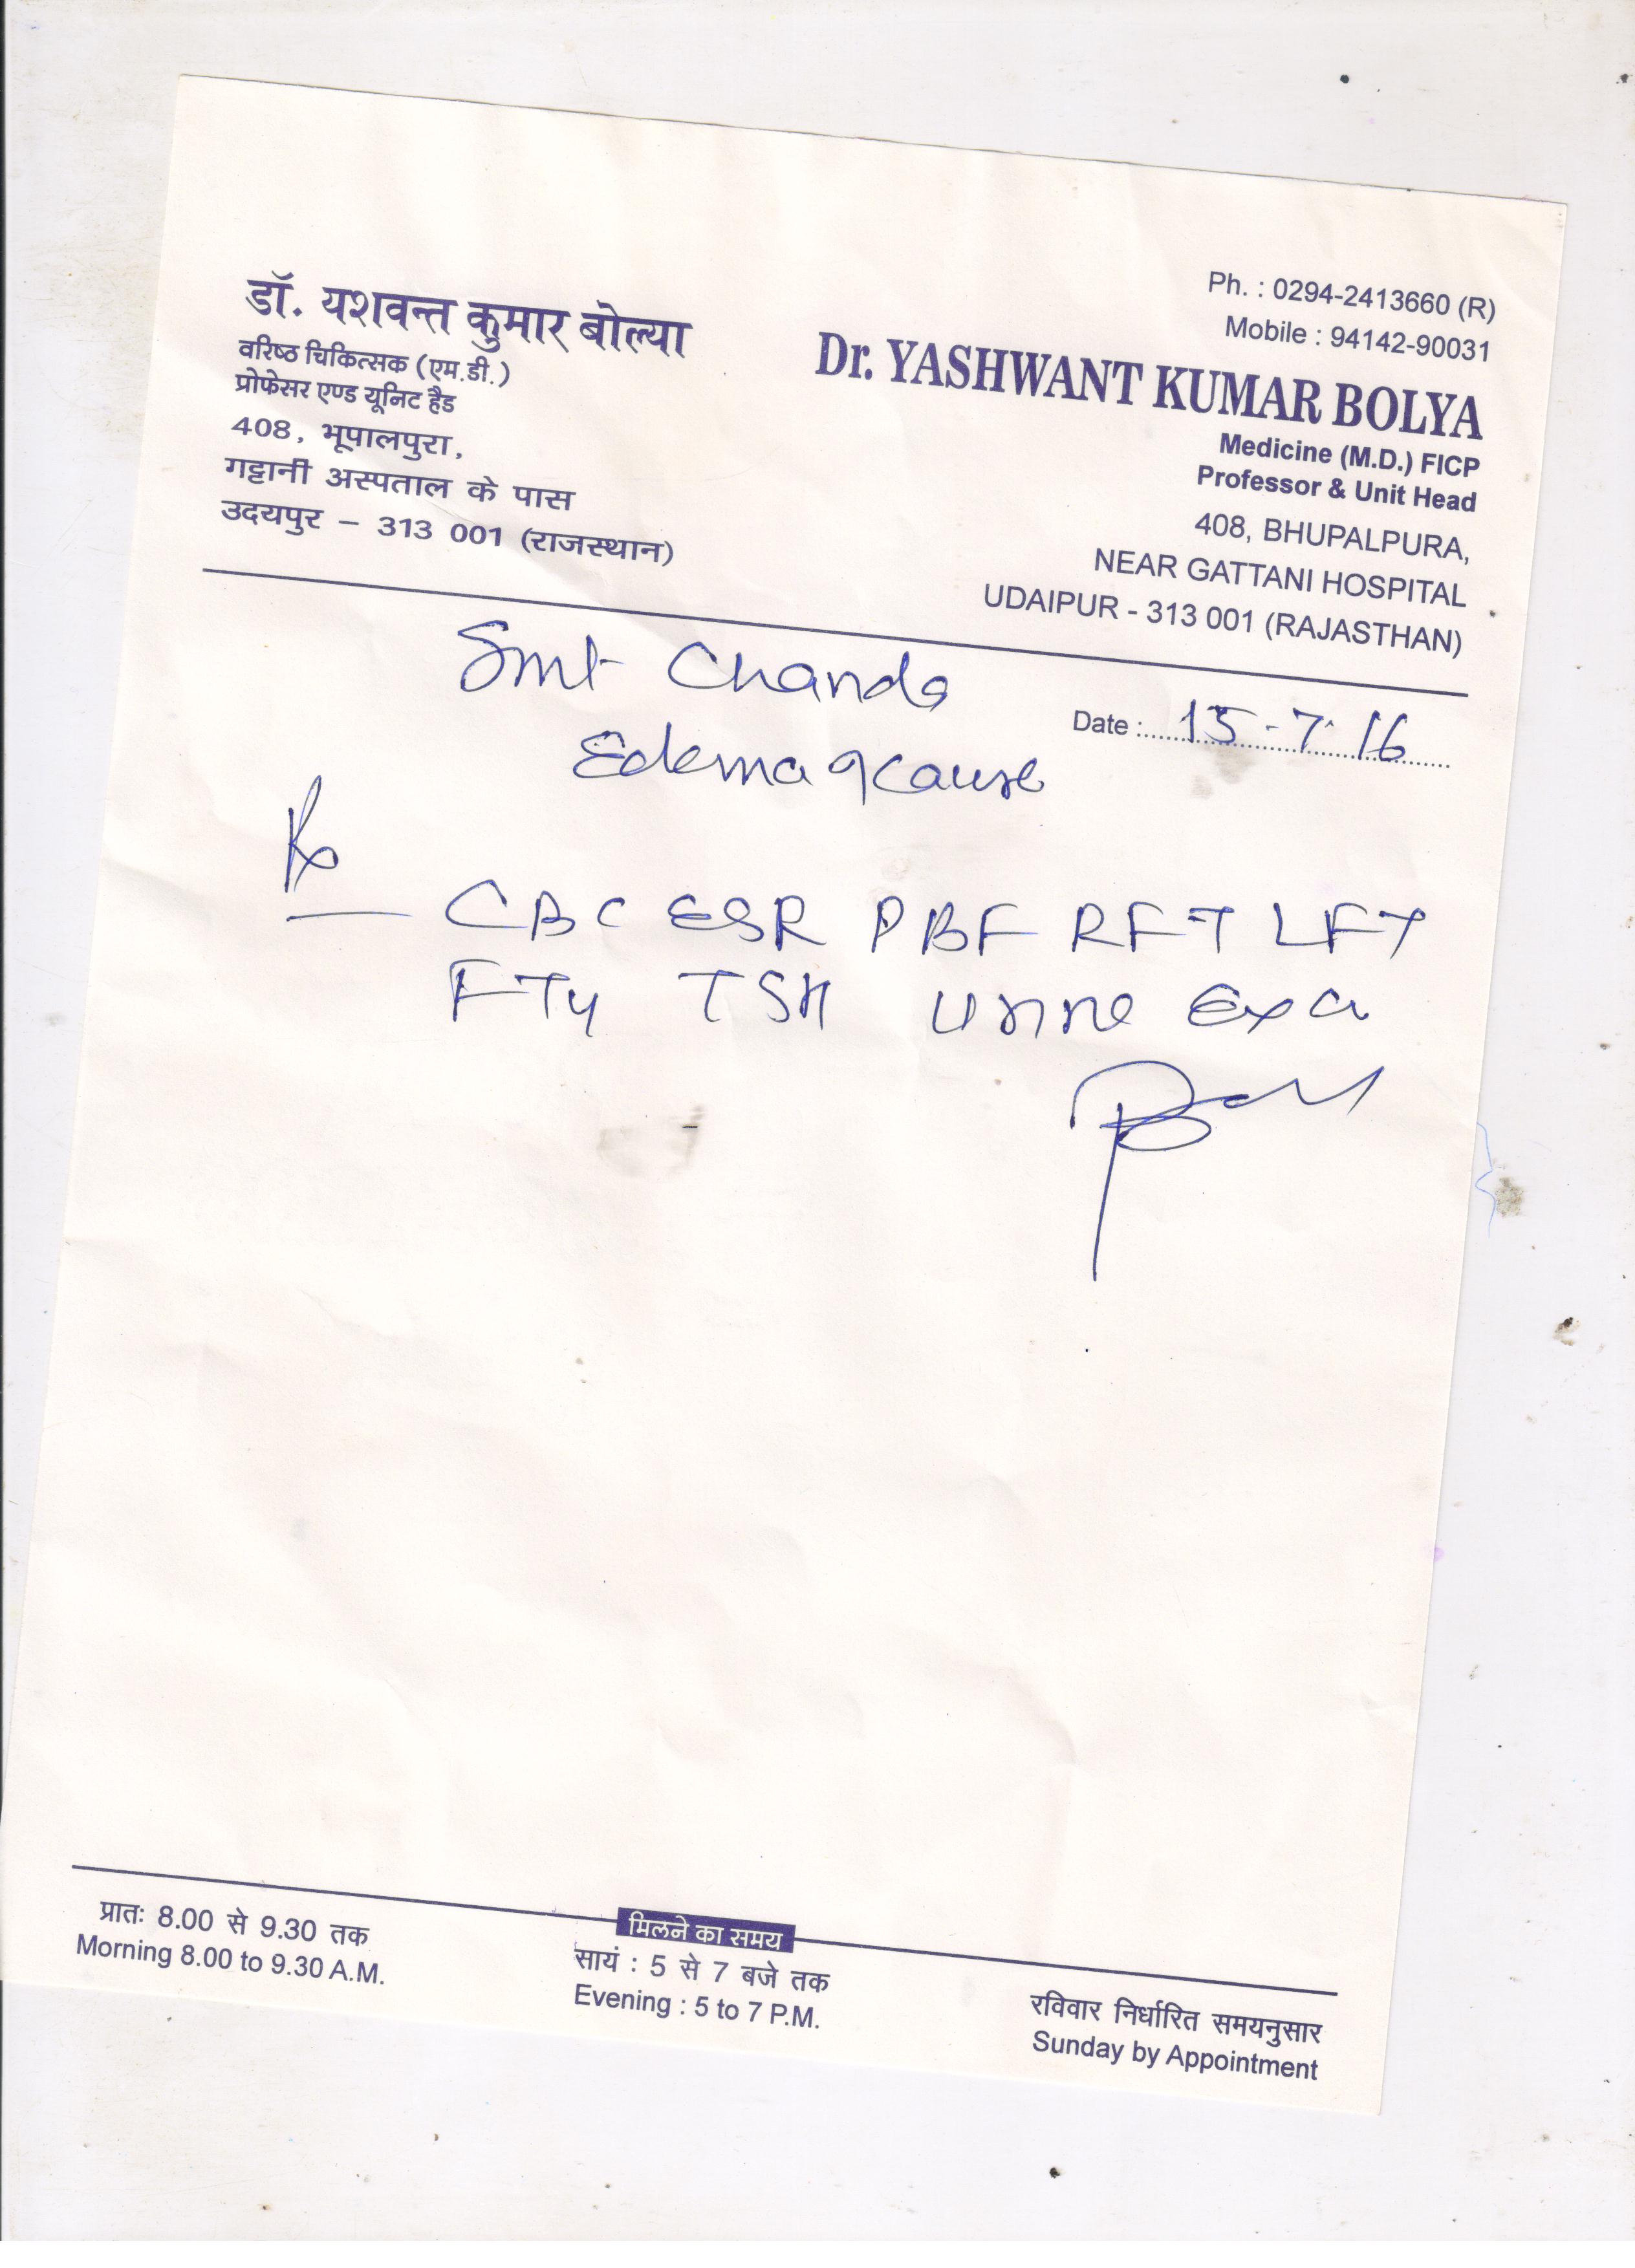 डॉ. यशवन्त कुमार बोल्या
वरिष्ठ चिकित्सक (एम.डी.)
प्रोफेसर एण्ड यूनिट हैड
408, भूपालपुरा,
गट्टानी अस्पताल के पास
उदयपुर – 313 001 (राजस्थान)
Ph. : 0294-2413660 (R)
Mobile : 94142-90031
Dr. YASHWANT KUMAR BOLYA
Medicine (M.D.) FICP
Professor & Unit Head
408, BHUPALPURA,
NEAR GATTANI HOSPITAL
UDAIPUR - 313 001 (RAJASTHAN)
Smt Chanda
Date : 15-7-16
Edema ? cause
Rx
CBC ESR PBF RFT LFT
FT4 TSH Urine Exa
मिलने का समय
प्रातः 8.00 से 9.30 तक
Morning 8.00 to 9.30 A.M.
सायं : 5 से 7 बजे तक
Evening : 5 to 7 P.M.
रविवार निर्धारित समयनुसार
Sunday by Appointment